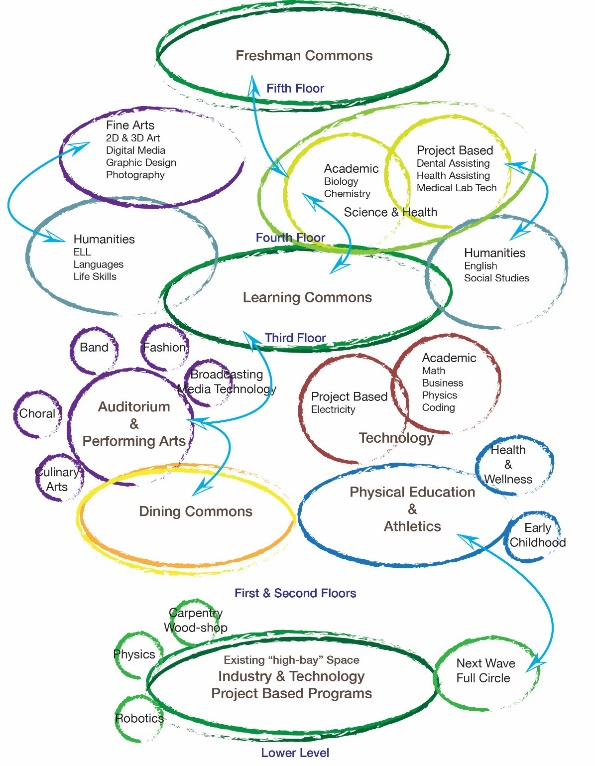 Freshman Commons
Fifth Floor
Fine Arts
2D & 3D Art
Digital Media
Graphic Design
Photography
Academic
Biology
Chemistry
Project Based
Dental Assisting
Health Assisting
Medical Lab Tech
Science & Health
Humanities
ELL
Languages
Life Skills
Fourth Floor
Humanities
English
Social Studies
Learning Commons
Third Floor
Band
Fashion
Broadcasting
Media Technology
Choral
Auditorium
&
Performing Arts
Culinary
Arts
Project Based
Electricity
Academic
Math
Business
Physics
Coding
Technology
Dining Commons
Physical Education
&
Athletics
Health
&
Wellness
Early
Childhood
First & Second Floors
Carpentry
Wood-shop
Physics
Robotics
Existing “high-bay” Space
Industry & Technology
Project Based Programs
Next Wave
Full Circle
Lower Level